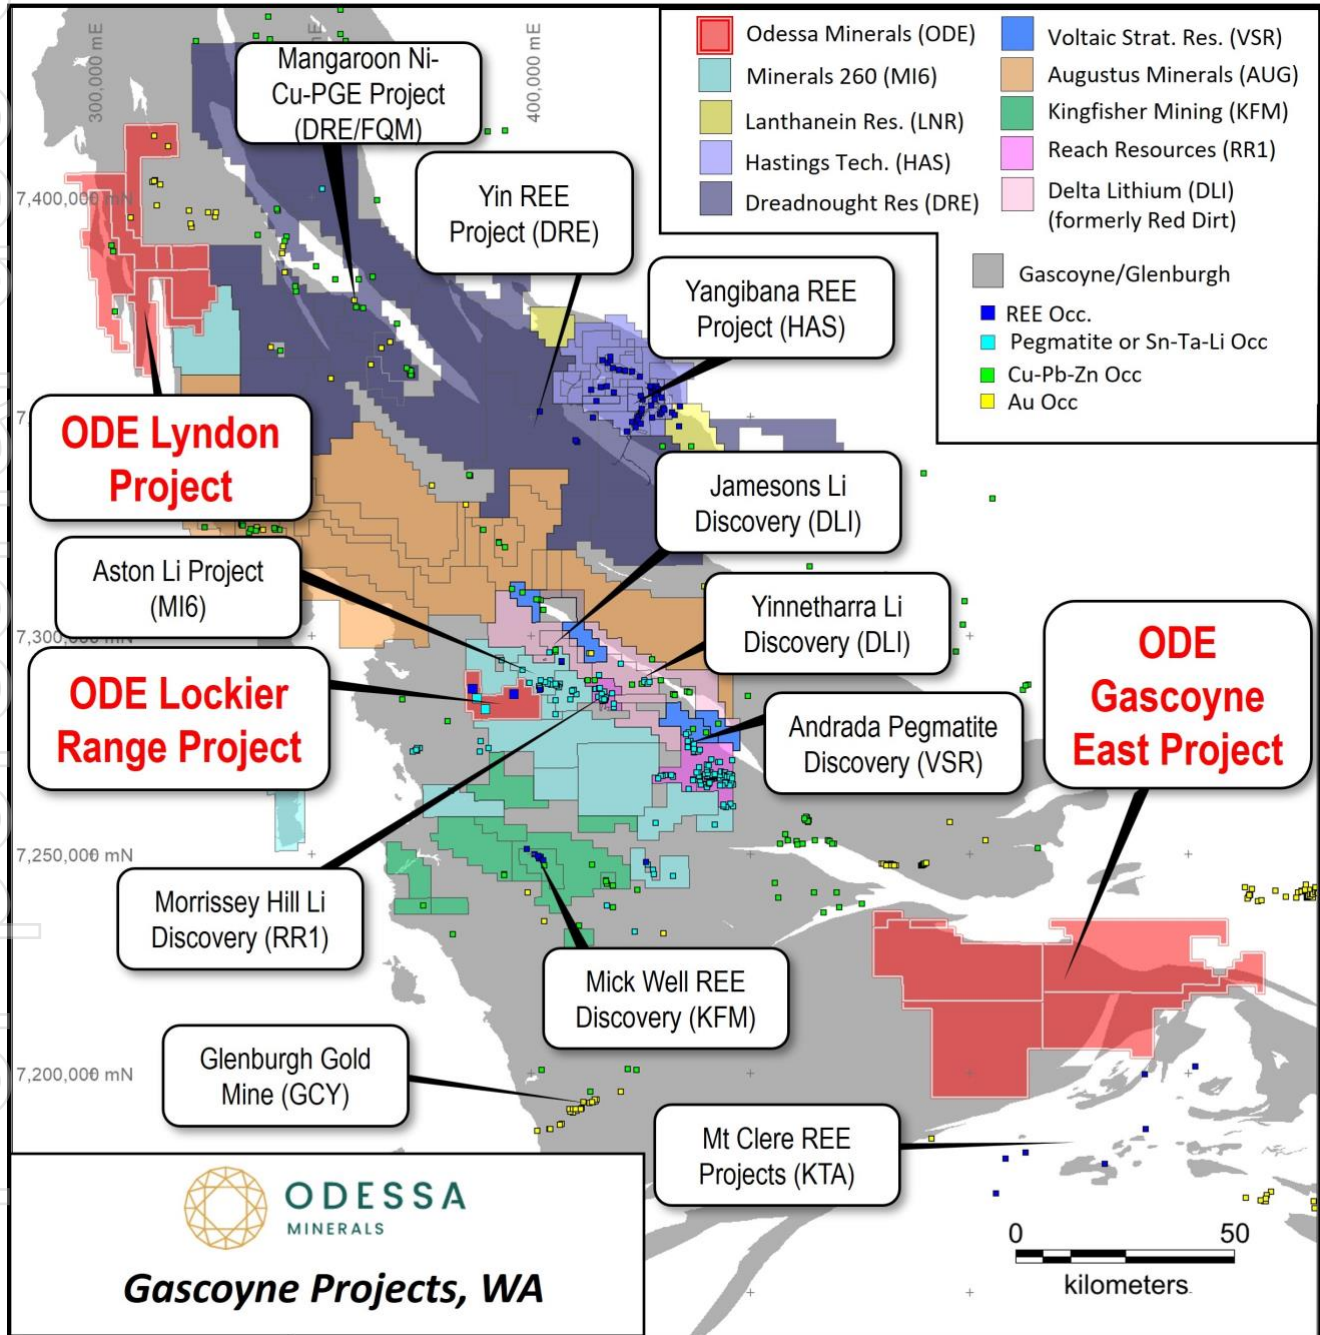 300,000 mE
mE
400,000 mE
Mangaroon Ni-
Cu-PGE Project
(DRE/FQM)
Odessa Minerals (ODE)
Minerals 260 (MI6)
Lanthanein Res. (LNR)
Hastings Tech. (HAS)
Dreadnought Res (DRE)
Voltaic Strat. Res. (VSR)
Augustus Minerals (AUG)
Kingfisher Mining (KFM)
Reach Resources (RR1)
Delta Lithium (DLI)
(formerly Red Dirt)
Gascoyne/Glenburgh
REE Occ.
Pegmatite or Sn-Ta-Li Occ
Cu-Pb-Zn Occ
Au Occ
7,400,000 mN
Yin REE
Project (DRE)
Yangibana REE
Project (HAS)
ODE Lyndon
Project
Jamesons Li
Discovery (DLI)
Aston Li Project
(MI6)
Yinnetharra Li
Discovery (DLI)
7,300,000 mN
ODE Lockier
Range Project
ODE
Gascoyne
East Project
Andrada Pegmatite
Discovery (VSR)
7,250,000 mN
Morrissey Hill Li
Discovery (RR1)
Mick Well REE
Discovery (KFM)
Glenburgh Gold
Mine (GCY)
7,200,000 mN
Mt Clere REE
Projects (KTA)
ODESSA
MINERALS
Gascoyne Projects, WA
0 50
kilometers